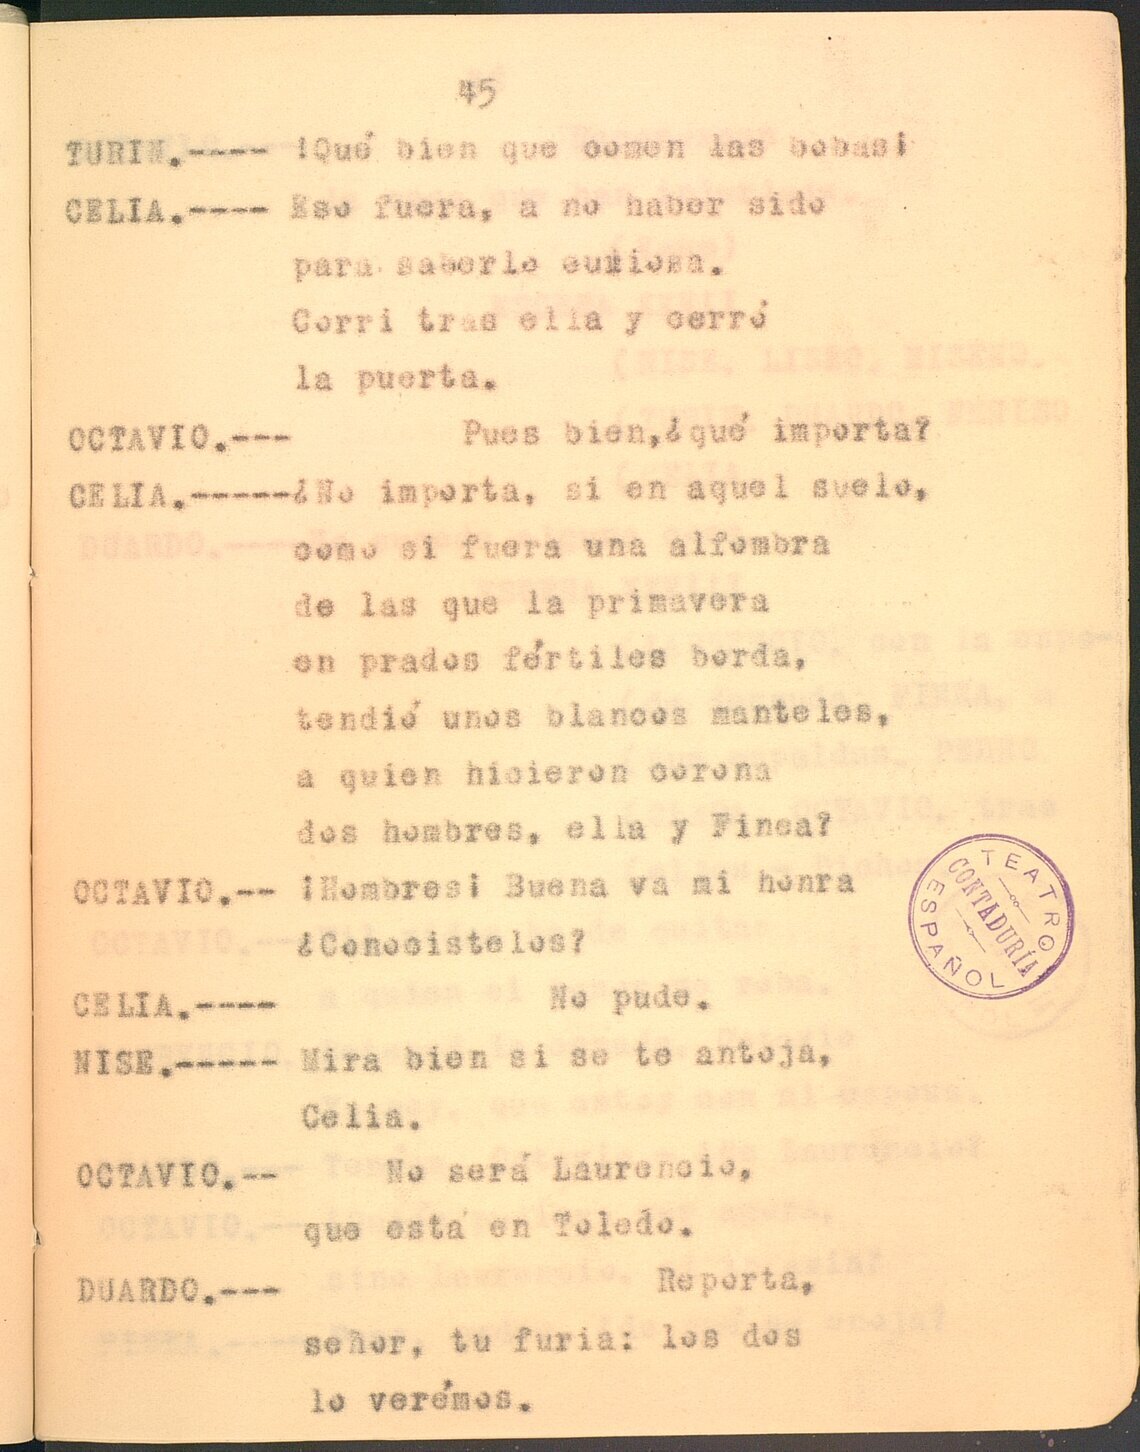 45
TURIN.---- ¡Qué bien que comen las bobas¡
CELIA.---- Eso fuera, a no haber sido
para saberlo curiosa.
Corri tras ella y cerró
la puerta.
OCTAVIO.--- Pues bien,¿qué importa?
CELIA.-----¿No importa, si en aquel suelo,
como si fuera una alfombra
de las que la primavera
en prados fértiles borda,
tendió unos blancos manteles,
a quien hicieron corona
dos hombres, ella y Finea?
OCTAVIO.-- ¡Hombres¡ Buena va mi honra
¿Conocistelos?
CELIA.---- No pude.
NISE.----- Mira bien si se te antoja,
Celia.
OCTAVIO.-- No será Laurencio,
que está en Toledo.
DUARDO.--- Reporta,
señor, tu furia: los dos
lo verémos.
TEATRO ESPAÑOL
CONTADURÍA